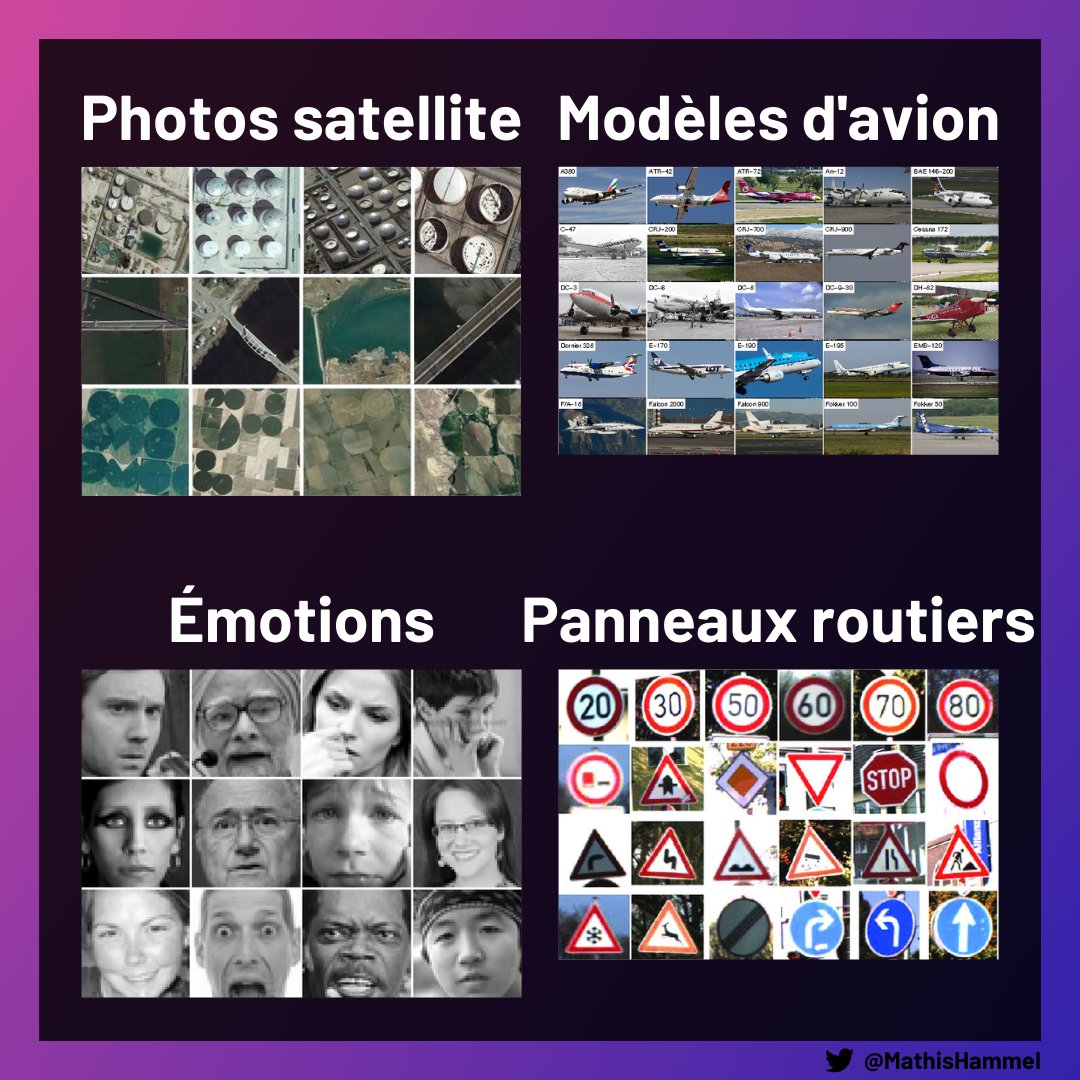 Photos satellite
Modèles d'avion
A380 ATR-42 ATR-72 An-12 BAE 146-200
C-47 CRJ-200 CRJ-700 CRJ-900 Cessna 172
DC-3 DC-6 DC-8 DC-9-30 DH-82
Dornier 328 E-170 E-190 E-195 EMB-120
F/A-18 Falcon 2000 Falcon 900 Fokker 100 Fokker 50
Émotions
Panneaux routiers
20 30 50 60 70 80
STOP
@MathisHammel